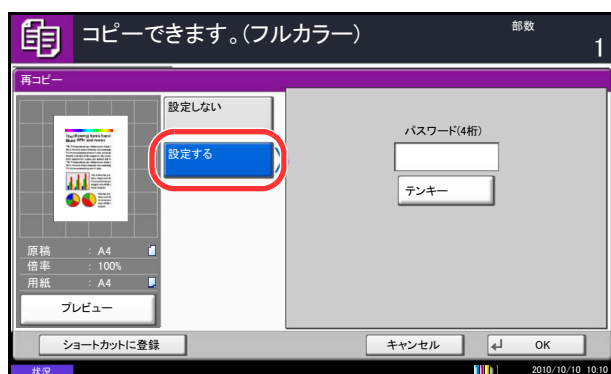 コピーできます。(フルカラー)
部数
1
再コピー
設定しない
設定する
パスワード(4桁)
テンキー
原稿 : A4
倍率 : 100%
用紙 : A4
プレビュー
ショートカットに登録
キャンセル
OK
状況
2010/10/10 10:10